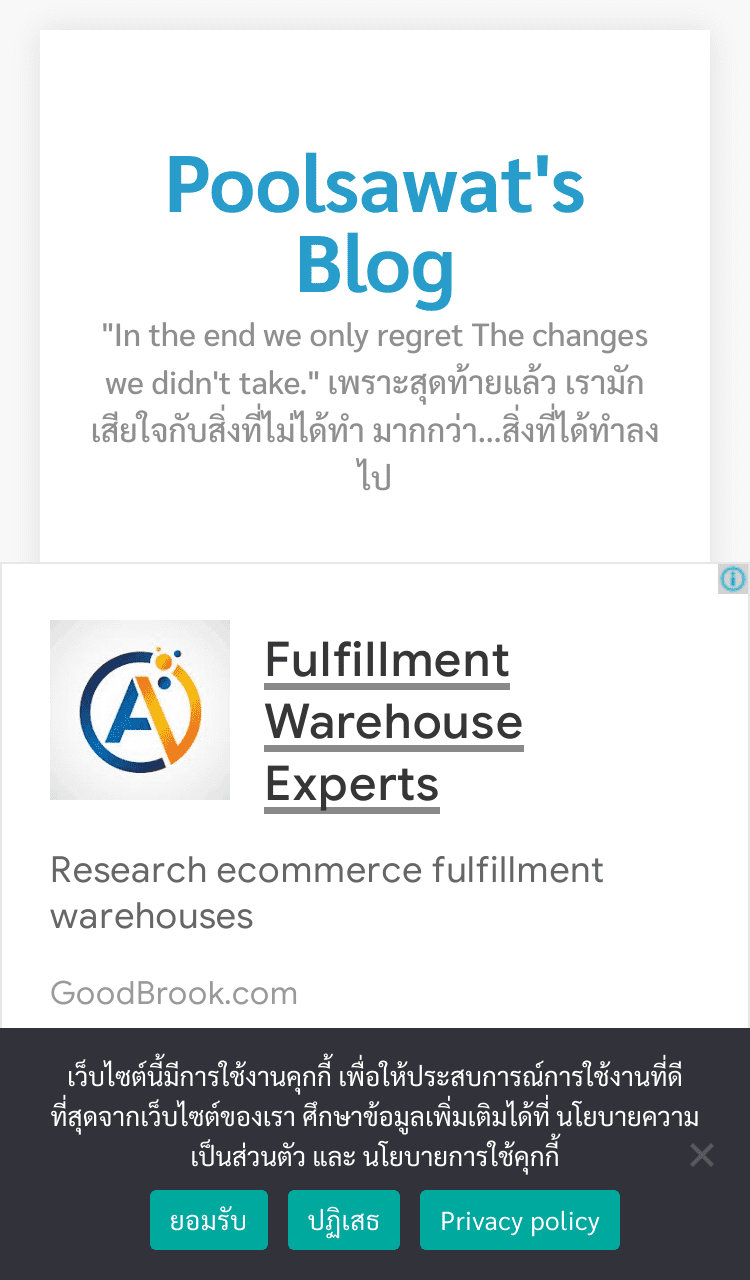 Poolsawat's
Blog
"In the end we only regret The changes
we didn't take." เพราะสุดท้ายแล้ว เรามัก
เสียใจกับสิ่งที่ไม่ได้ทำ มากกว่า...สิ่งที่ได้ทำลง
ไป
Fulfillment
Warehouse
Experts
Research ecommerce fulfillment
warehouses
GoodBrook.com
เว็บไซต์นี้มีการใช้งานคุกกี้ เพื่อให้ประสบการณ์การใช้งานที่ดี
ที่สุดจากเว็บไซต์ของเรา ศึกษาข้อมูลเพิ่มเติมได้ที่ นโยบายความ
เป็นส่วนตัว และ นโยบายการใช้คุกกี้
ยอมรับ ปฏิเสธ Privacy policy